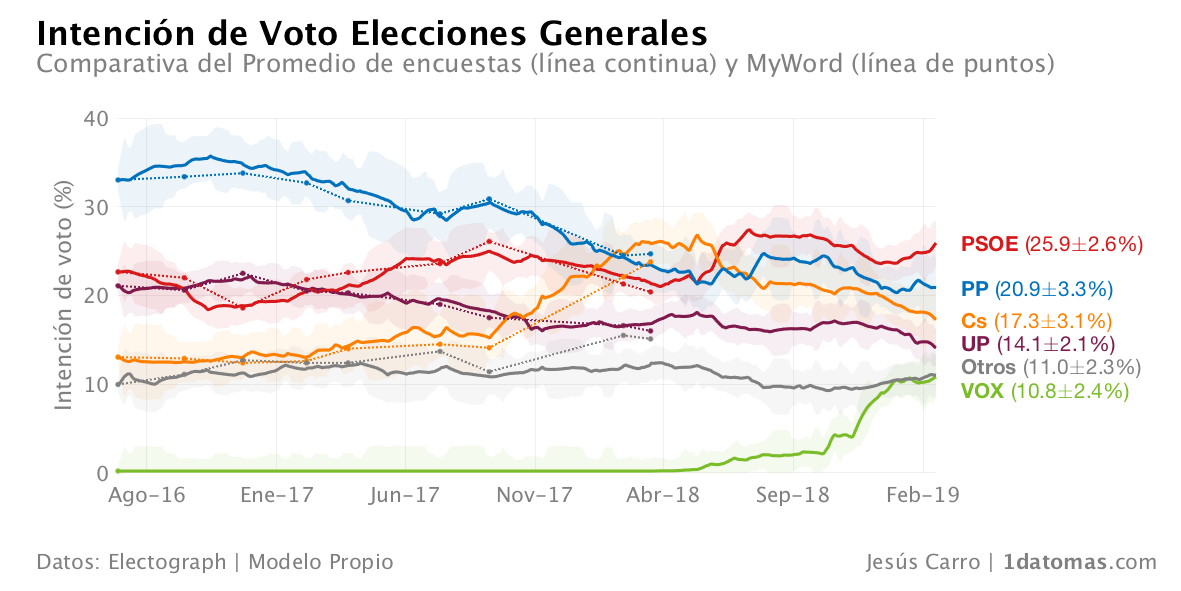 Intención de Voto Elecciones Generales
Comparativa del Promedio de encuestas (línea continua) y MyWord (línea de puntos)
Intención de voto (%)
40
30
20
10
0
Ago-16 Ene-17 Jun-17 Nov-17 Abr-18 Sep-18 Feb-19
PSOE (25.9±2.6%)
PP (20.9±3.3%)
Cs (17.3±3.1%)
UP (14.1±2.1%)
Otros (11.0±2.3%)
VOX (10.8±2.4%)
Datos: Electograph | Modelo Propio
Jesús Carro | 1datomas.com